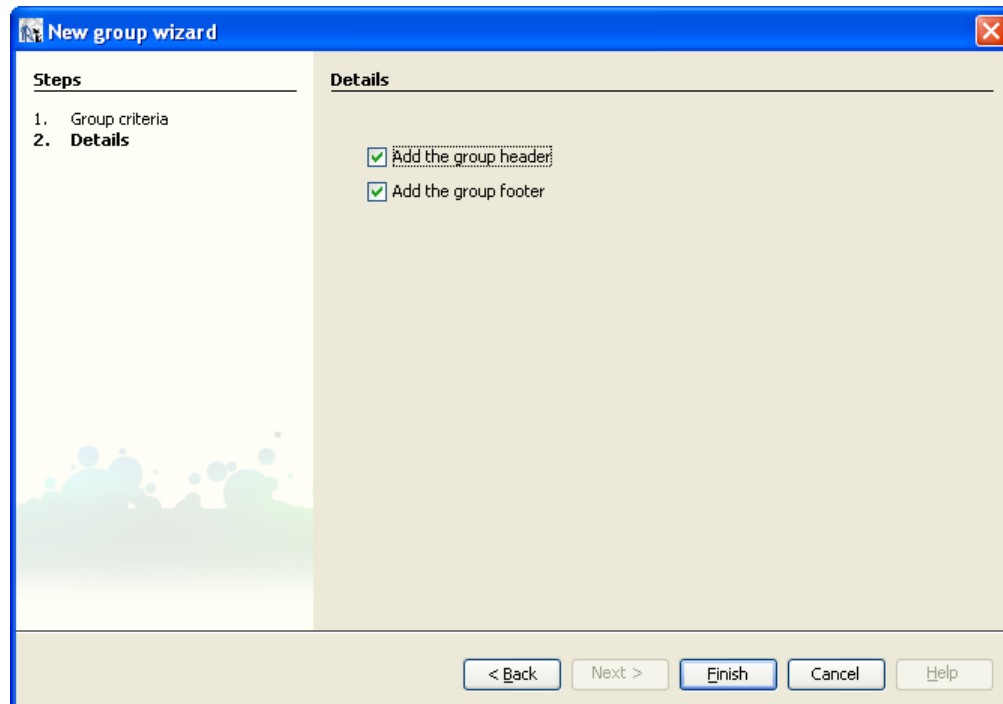 New group wizard
Steps
1. Group criteria
2. Details
Details
Add the group header
Add the group footer
< Back Next > Finish Cancel Help